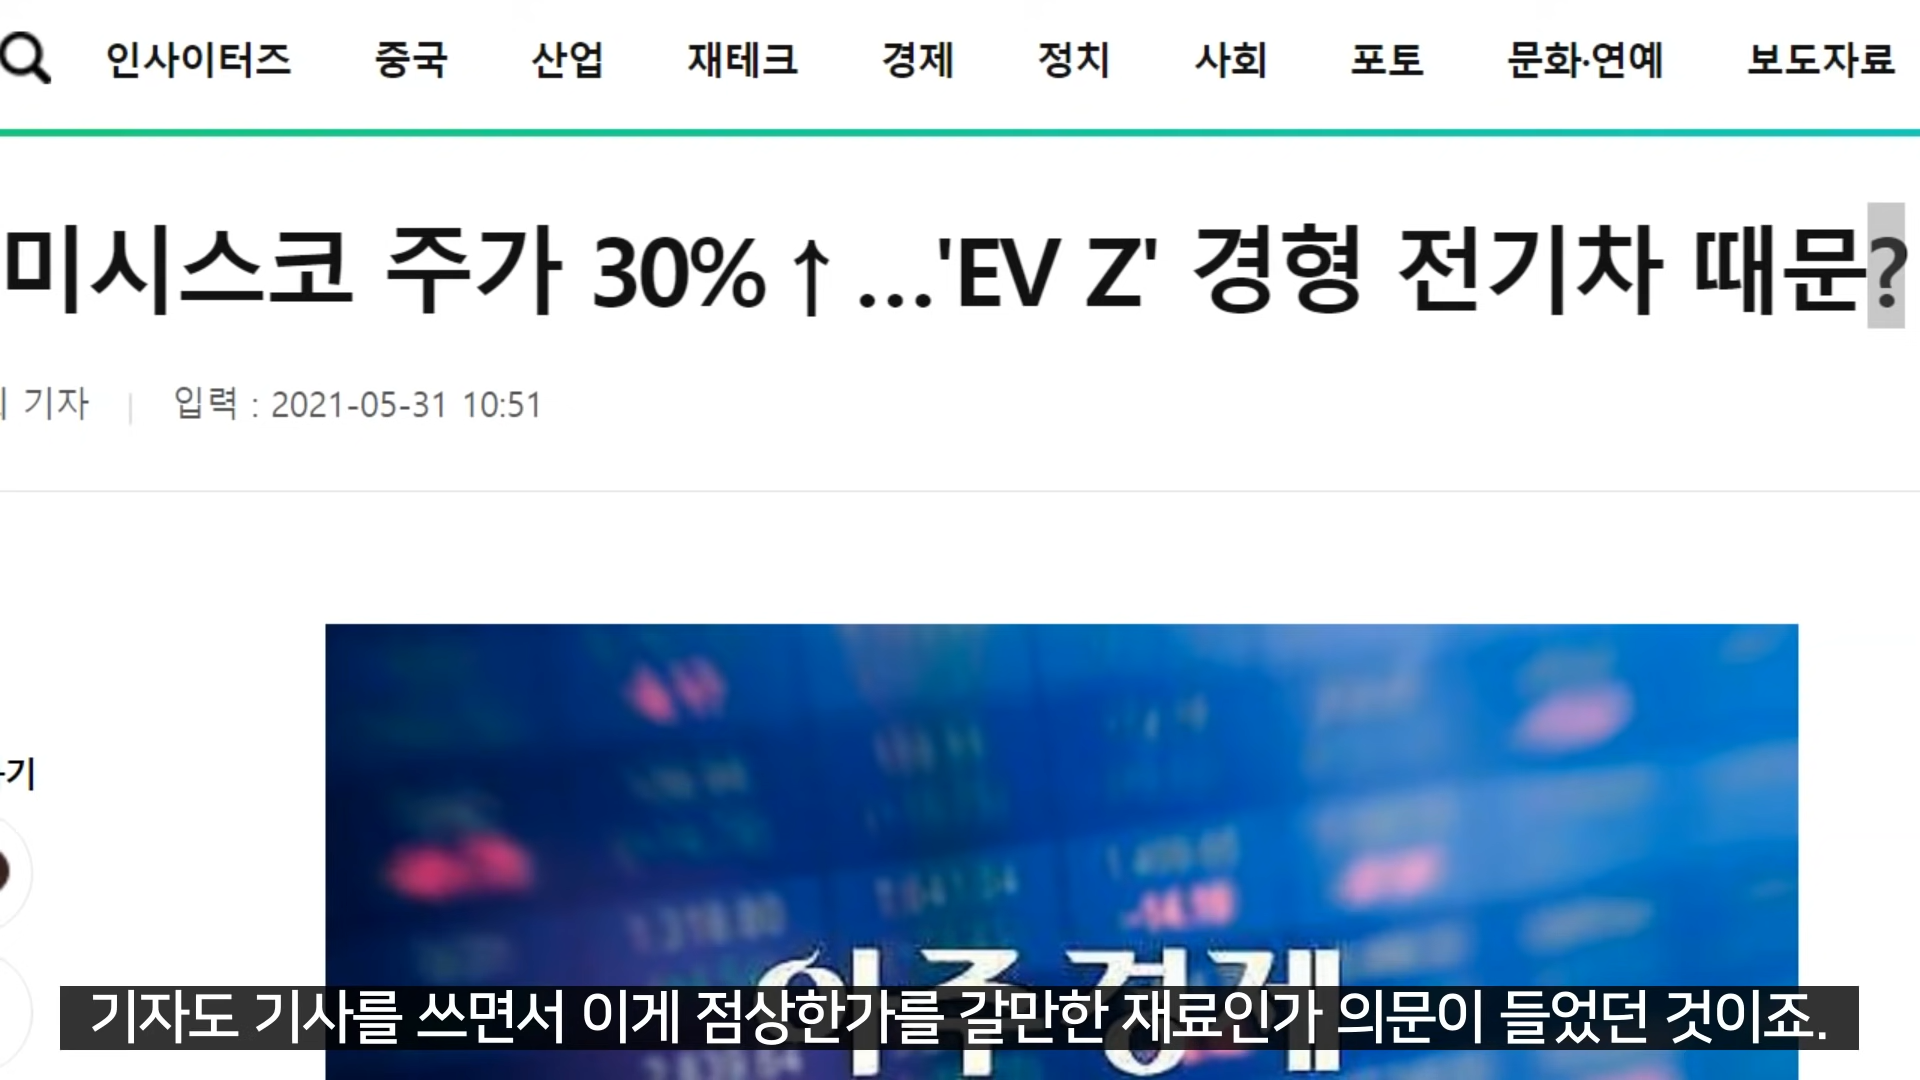 인사이터즈 중국 산업 재테크 경제 정치 사회 포토 문화·연예 보도자료
미시스코 주가 30%↑...'EV Z' 경형 전기차 때문?
기자 | 입력 : 2021-05-31 10:51
기
아주경제
기자도 기사를 쓰면서 이게 점상한가를 갈만한 재료인가 의문이 들었던 것이죠.